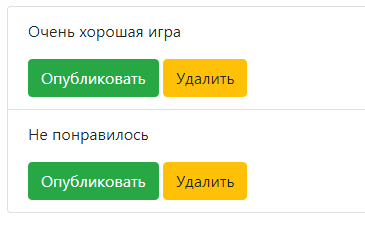 Очень хорошая игра
Опубликовать Удалить
Не понравилось
Опубликовать Удалить